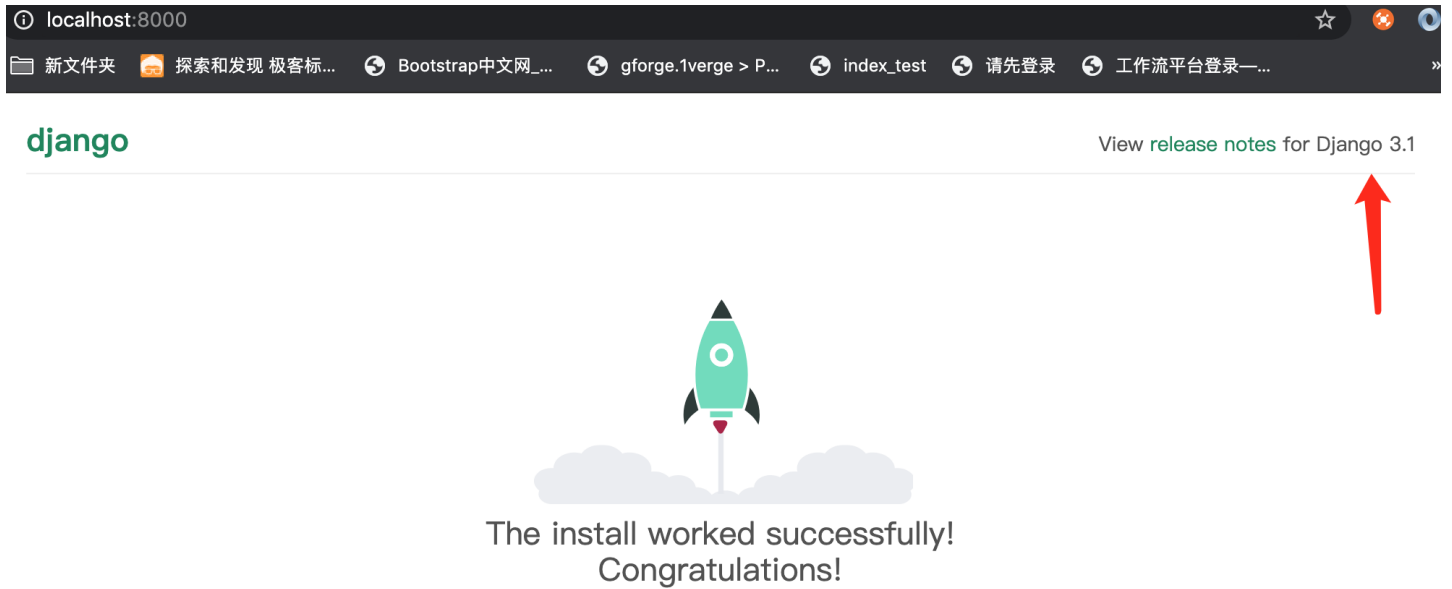 localhost:8000
新文件夹 探索和发现 极客标... Bootstrap中文网_... gforge.1verge > P... index_test 请先登录 工作流平台登录—... »
django View release notes for Django 3.1
The install worked successfully!
Congratulations!